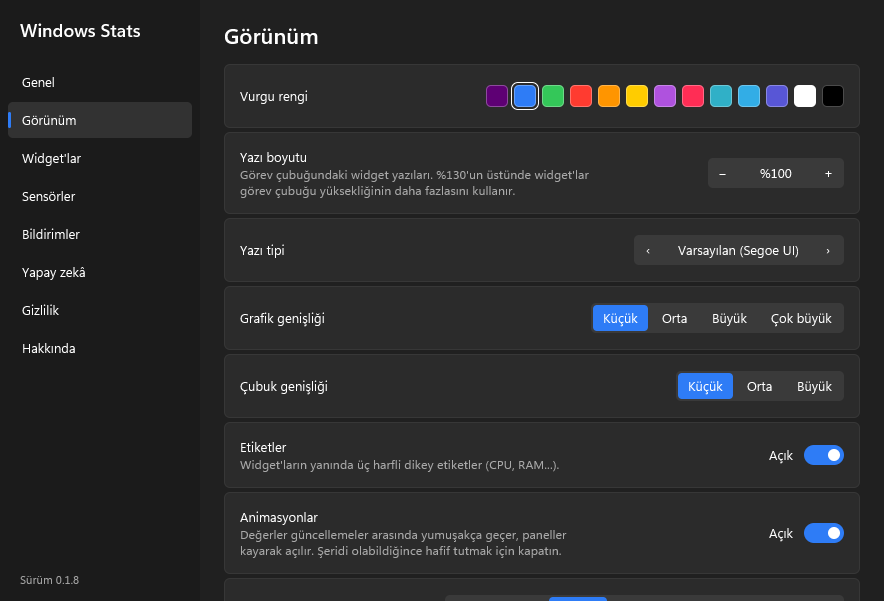 Windows Stats
Genel
Görünüm
Widget'lar
Sensörler
Bildirimler
Yapay zekâ
Gizlilik
Hakkında
Sürüm 0.1.8
Görünüm
Vurgu rengi
Yazı boyutu
Görev çubuğundaki widget yazıları. %130'un üstünde widget'lar
görev çubuğu yüksekliğinin daha fazlasını kullanır.
– %100 +
Yazı tipi
‹ Varsayılan (Segoe UI) ›
Grafik genişliği
Küçük Orta Büyük Çok büyük
Çubuk genişliği
Küçük Orta Büyük
Etiketler
Widget'ların yanında üç harfli dikey etiketler (CPU, RAM...).
Açık
Animasyonlar
Değerler güncellemeler arasında yumuşakça geçer, paneller
kayarak açılır. Şeridi olabildiğince hafif tutmak için kapatın.
Açık